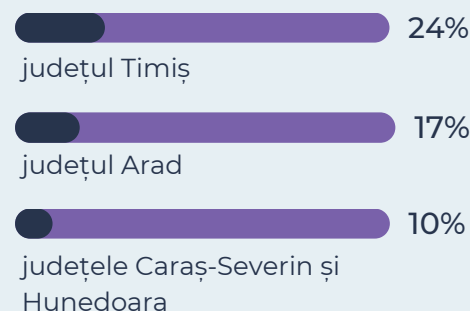 24%
județul Timiș
17%
județul Arad
10%
județele Caraș-Severin și
Hunedoara